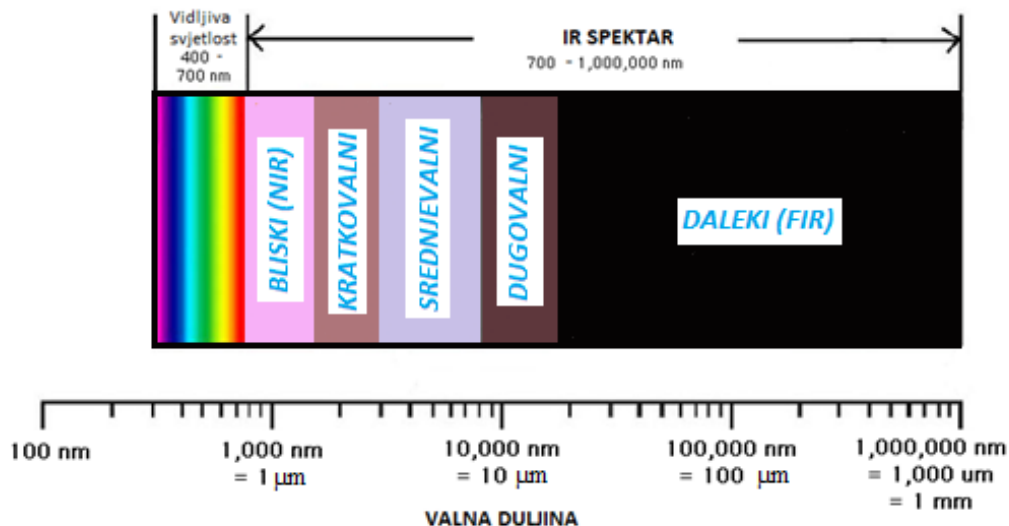 Vidljiva
svjetlost
400 -
700 nm
IR SPEKTAR
700 - 1,000,000 nm
BLISKI (NIR)
KRATKOVALNI
SREDNJEVALNI
DUGOVALNI
DALEKI (FIR)
100 nm
1,000 nm
= 1 μm
10,000 nm
= 10 μm
100,000 nm
= 100 μm
1,000,000 nm
= 1,000 um
= 1 mm
VALNA DULJINA